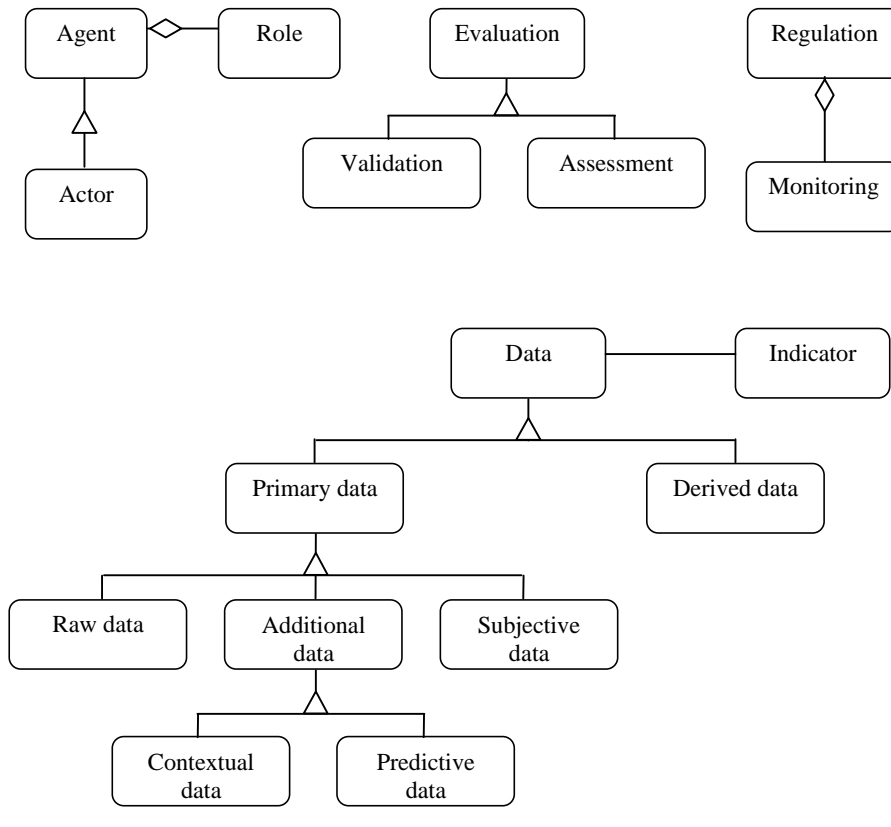 Agent
Role
Evaluation
Regulation
Validation
Assessment
Actor
Monitoring
Data
Indicator
Primary data
Derived data
Raw data
Additional
data
Subjective
data
Contextual
data
Predictive
data